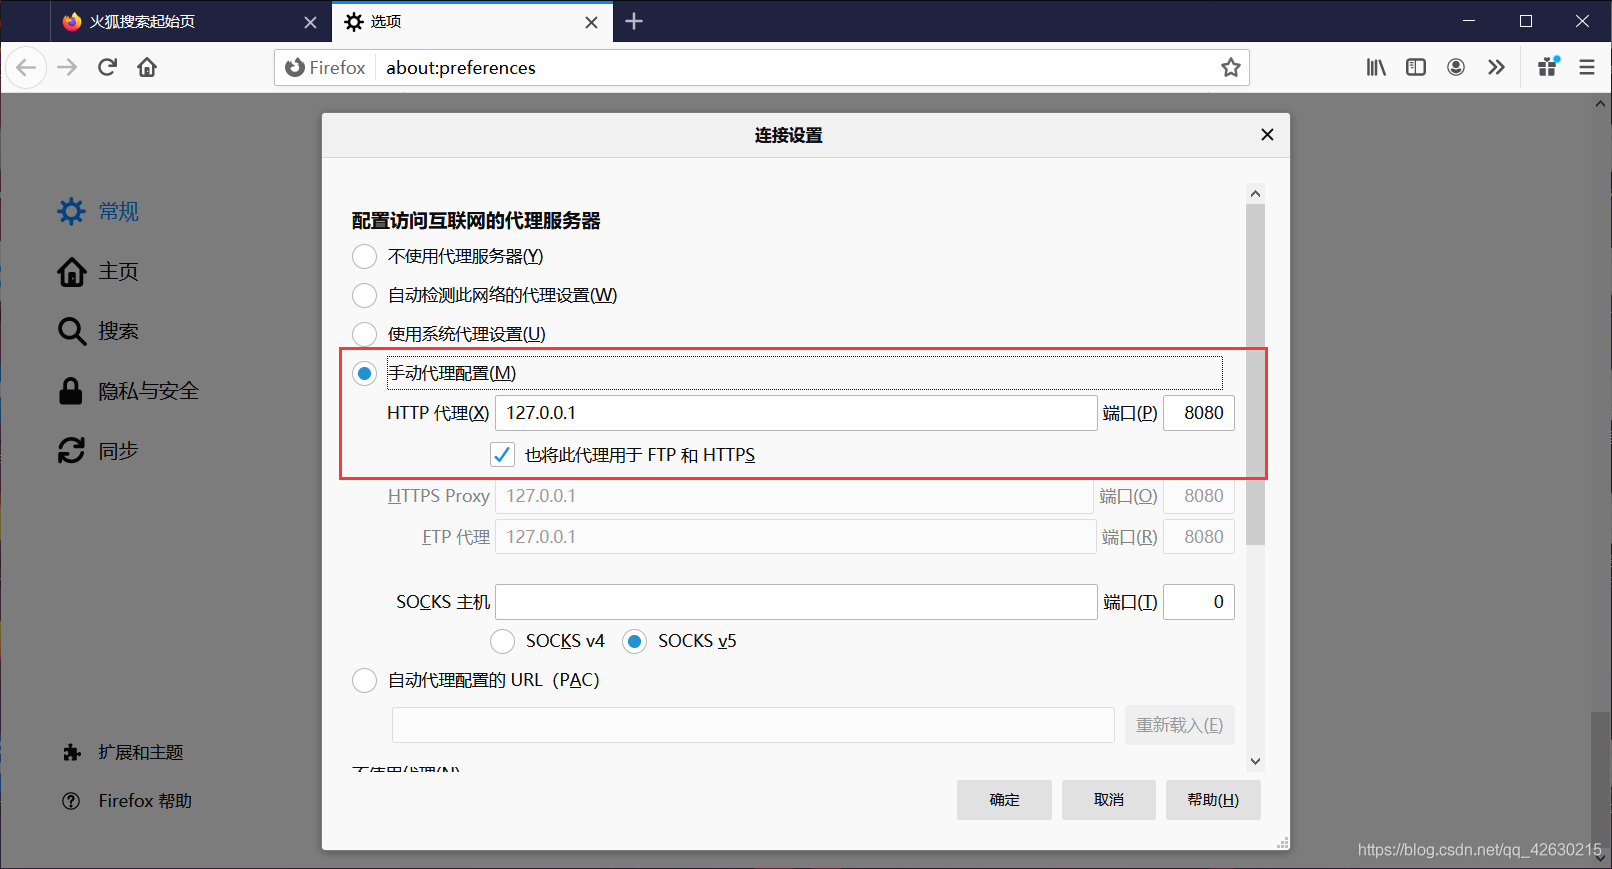 火狐搜索起始页
选项
Firefox
about:preferences
连接设置
常规
主页
搜索
隐私与安全
同步
扩展和主题
Firefox 帮助
配置访问互联网的代理服务器
不使用代理服务器(Y)
自动检测此网络的代理设置(W)
使用系统代理设置(U)
手动代理配置(M)
HTTP 代理(X) 127.0.0.1 端口(P) 8080
也将此代理用于 FTP 和 HTTPS
HTTPS Proxy 127.0.0.1 端口(O) 8080
FTP 代理 127.0.0.1 端口(R) 8080
SOCKS 主机 端口(T) 0
SOCKS v4 SOCKS v5
自动代理配置的 URL（PAC）
重新载入(E)
不使用代理(N)
确定 取消 帮助(H)
https://blog.csdn.net/qq_42630215